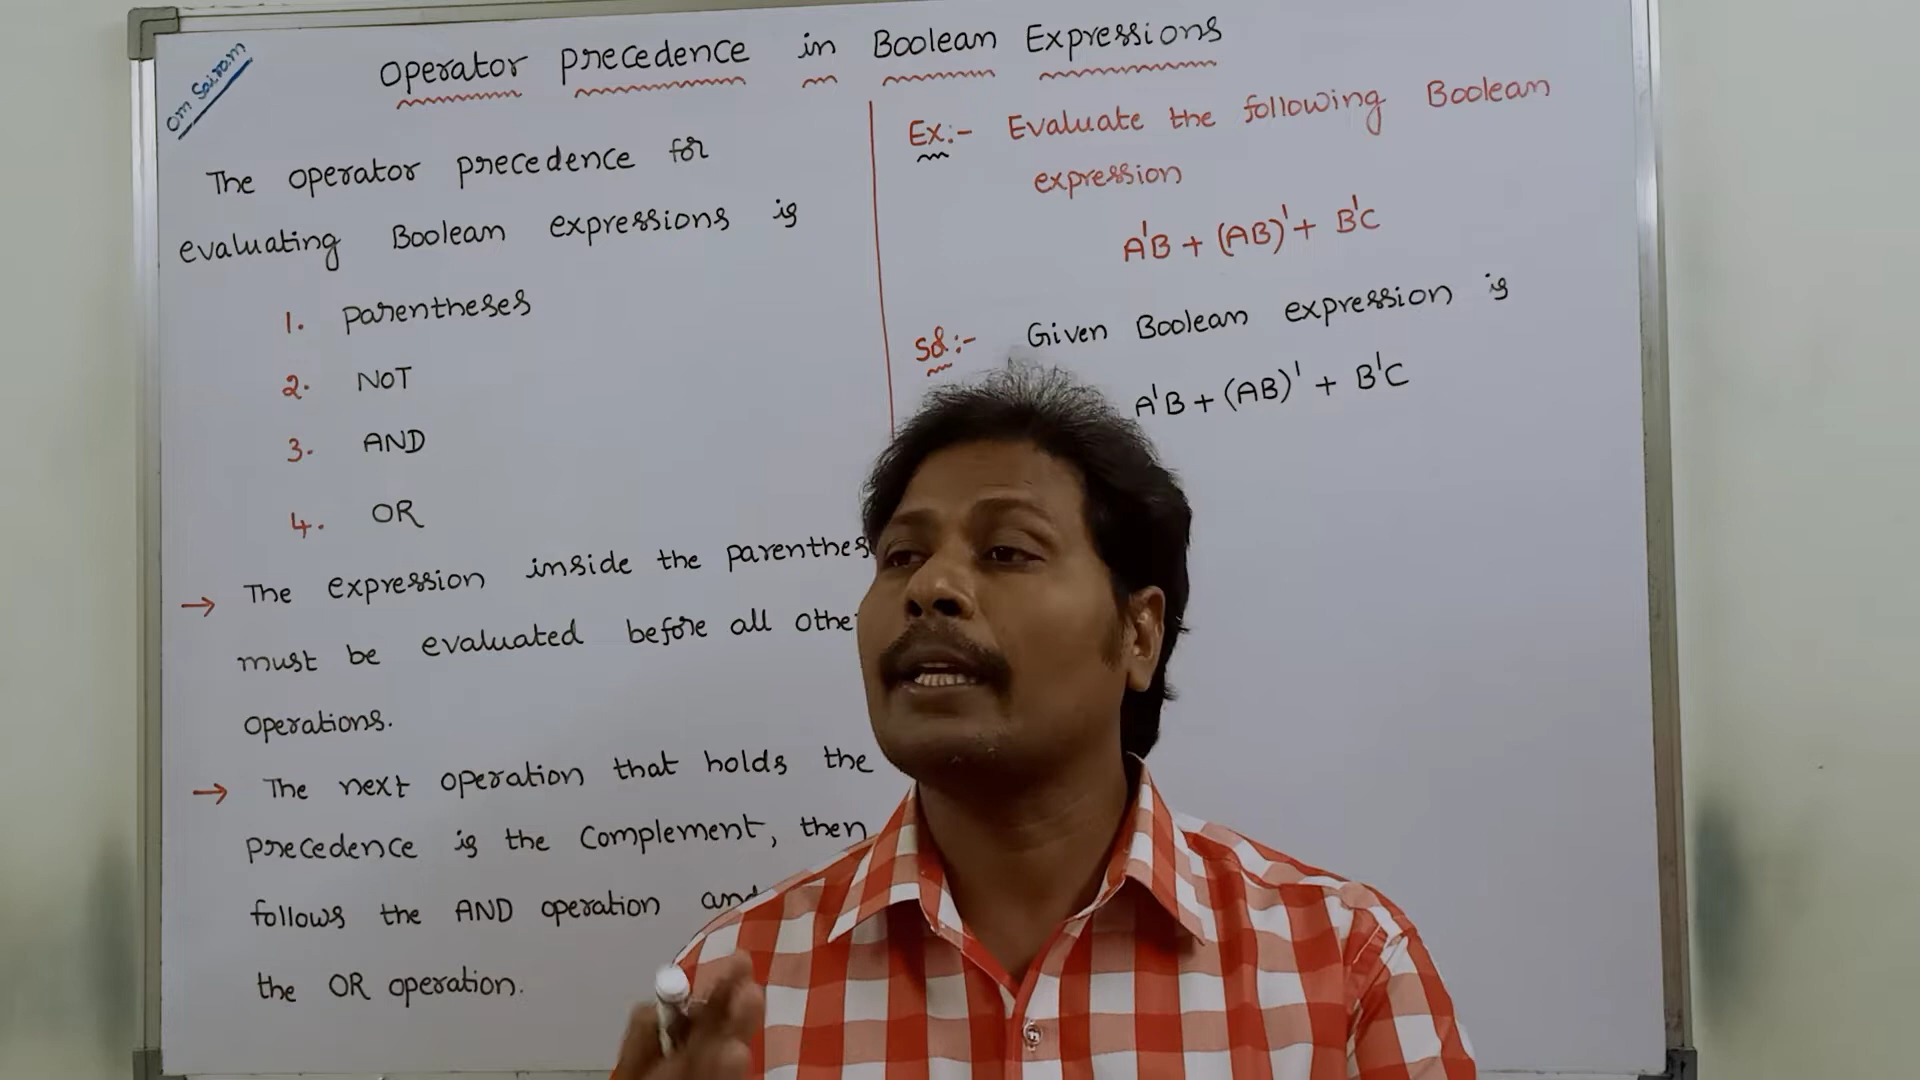 Om Sairam
Operator precedence in Boolean Expressions
The operator precedence for
evaluating Boolean expressions is
1. parentheses
2. NOT
3. AND
4. OR
→ The expression inside the parenthes
must be evaluated before all othe
operations.
→ The next operation that holds the
precedence is the Complement, then
follows the AND operation and
the OR operation.
Ex:- Evaluate the following Boolean
expression
A'B + (AB)' + B'C
Sol:- Given Boolean expression is
A'B + (AB)' + B'C